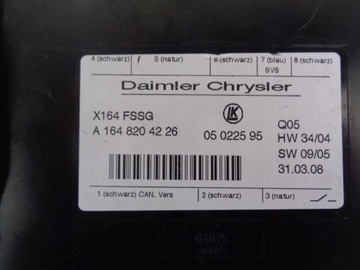 4 (schwarz)
5 (natur)
6 (schwarz)
7 (blau)
SV9
8 (schwarz)
Daimler Chrysler
X164 FSSG
LK
Q05
A 164 820 42 26
05 0225 95
HW 34/04
SW 09/05
31.03.08
1 (schwarz) CAN, Vers
2 (schwarz)
3 (natur)